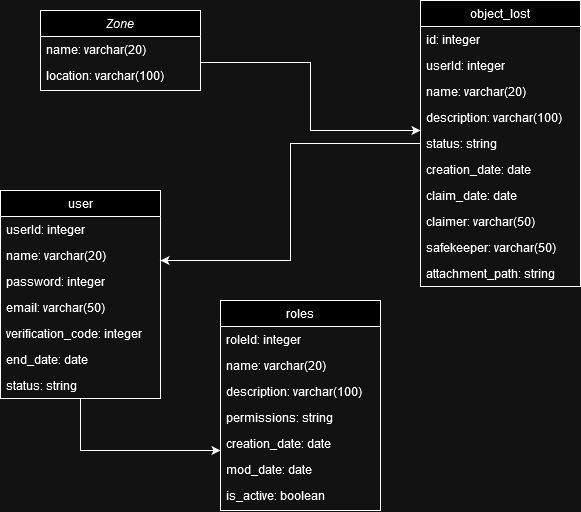 Zone
name: varchar(20)
location: varchar(100)
object_lost
id: integer
userId: integer
name: varchar(20)
description: varchar(100)
status: string
creation_date: date
claim_date: date
claimer: varchar(50)
safekeeper: varchar(50)
attachment_path: string
user
userId: integer
name: varchar(20)
password: integer
email: varchar(50)
verification_code: integer
end_date: date
status: string
roles
roleId: integer
name: varchar(20)
description: varchar(100)
permissions: string
creation_date: date
mod_date: date
is_active: boolean